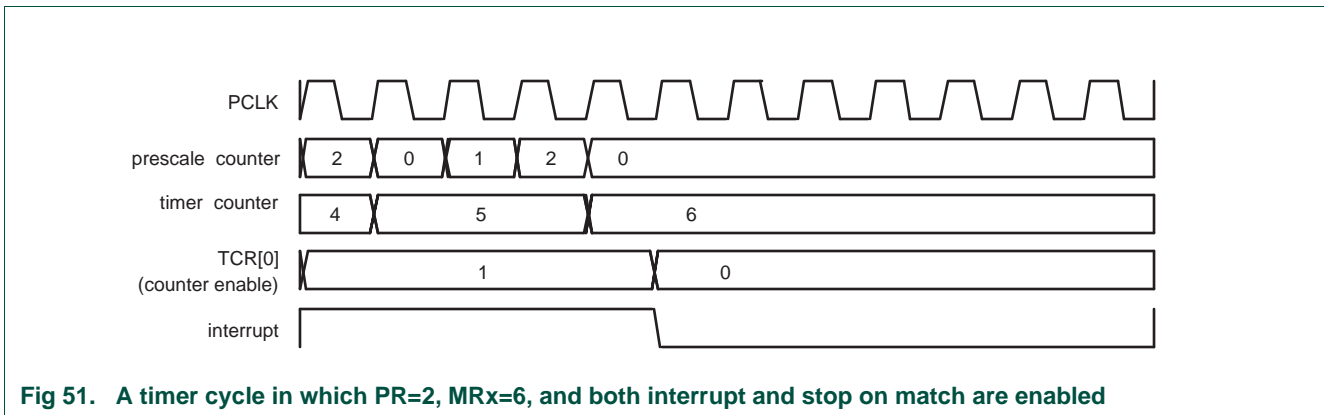 PCLK
prescale counter
2 0 1 2 0
timer counter
4 5 6
TCR[0]
(counter enable)
1 0
interrupt
Fig 51. A timer cycle in which PR=2, MRx=6, and both interrupt and stop on match are enabled